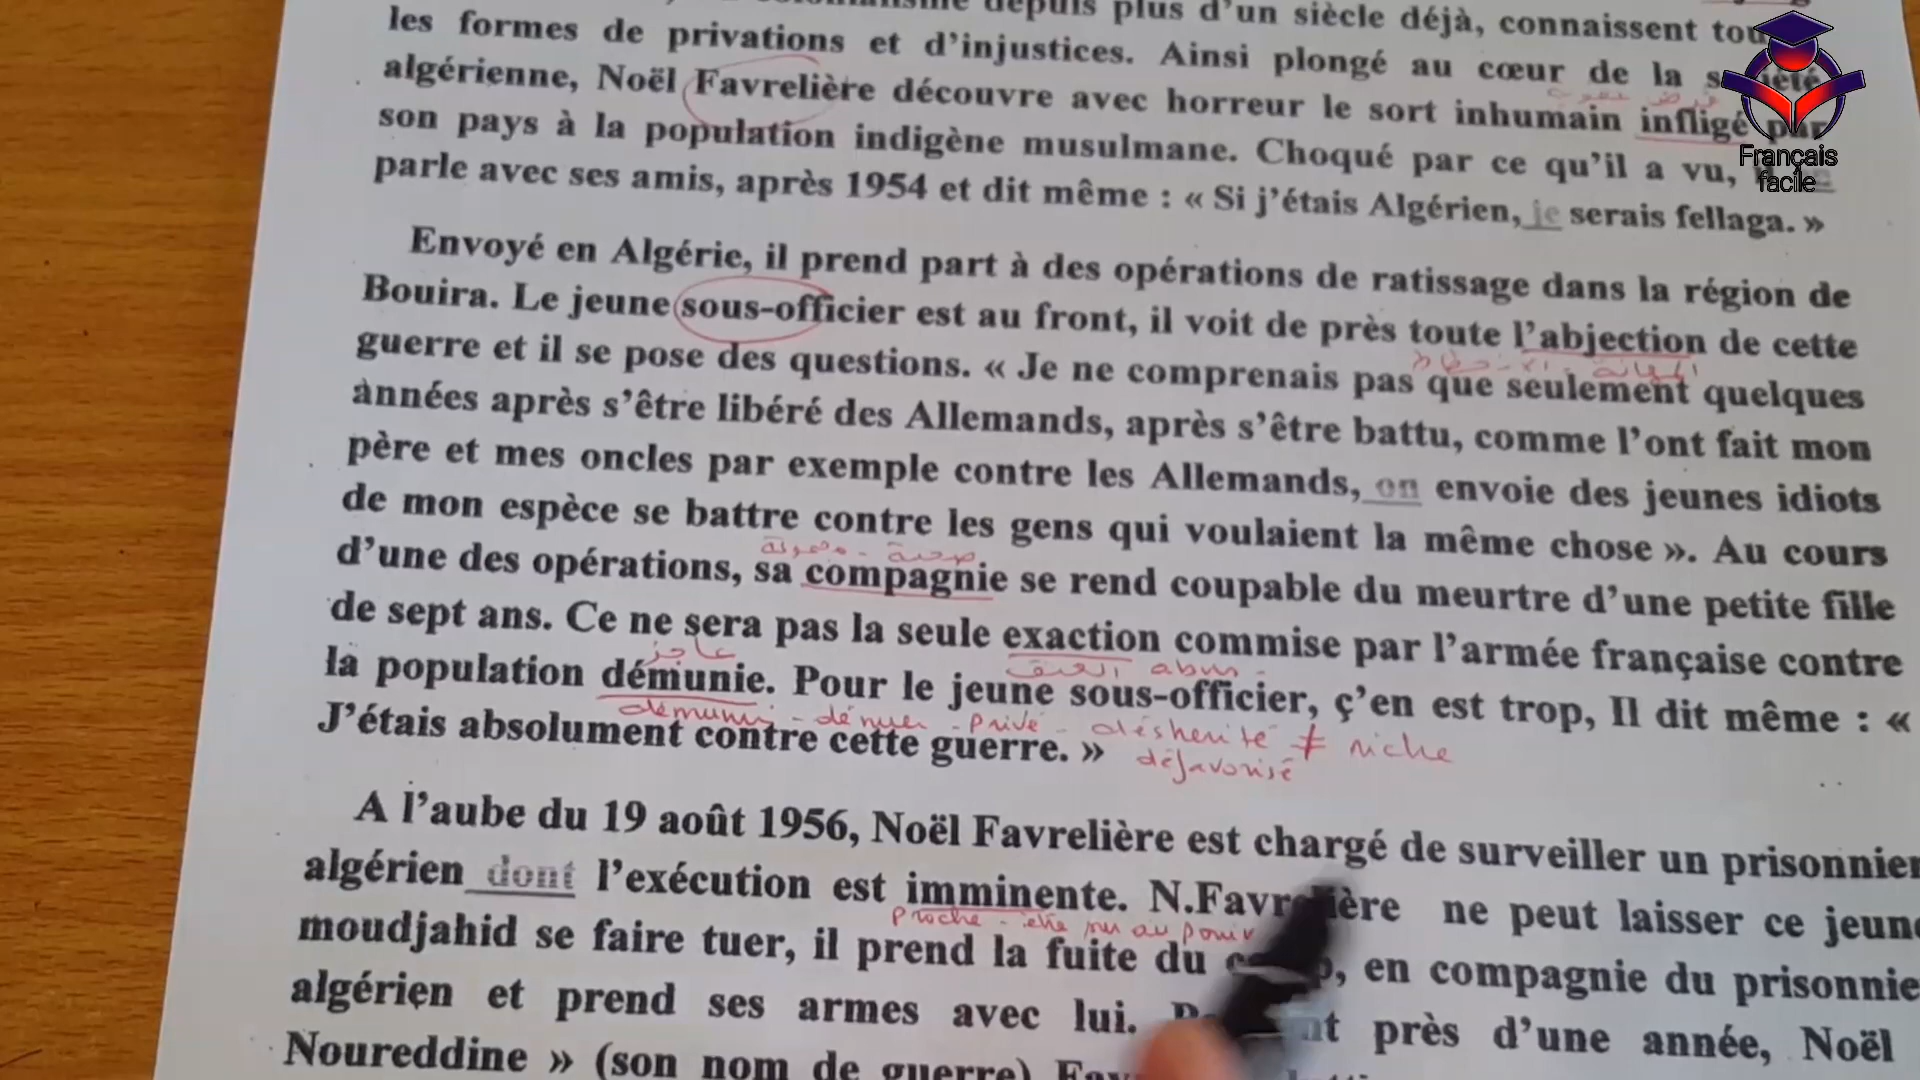 depuis plus d'un siècle déjà, connaissent
les formes de privations et d'injustices. Ainsi plongé au cœur de la société
algérienne, Noël Favrelière découvre avec horreur le sort inhumain infligé par
son pays à la population indigène musulmane. Choqué par ce qu'il a vu,
parle avec ses amis, après 1954 et dit même : « Si j'étais Algérien, je serais fellaga. »
Français
facile
Envoyé en Algérie, il prend part à des opérations de ratissage dans la région de
Bouira. Le jeune sous-officier est au front, il voit de près toute l'abjection de cette
guerre et il se pose des questions. « Je ne comprenais pas que seulement quelques
années après s'être libéré des Allemands, après s'être battu, comme l'ont fait mon
père et mes oncles par exemple contre les Allemands, on envoie des jeunes idiots
de mon espèce se battre contre les gens qui voulaient la même chose ». Au cours
d'une des opérations, sa compagnie se rend coupable du meurtre d'une petite fille
de sept ans. Ce ne sera pas la seule exaction commise par l'armée française contre
عاجز
العنف abus -
la population démunie. Pour le jeune sous-officier, ç'en est trop, Il dit même : «
démuni - dénuer - privé - désherité ≠ riche
J'étais absolument contre cette guerre. »
défavorisé
A l'aube du 19 août 1956, Noël Favrelière est chargé de surveiller un prisonnier
algérien dont l'exécution est imminente. N.Favrelière ne peut laisser ce jeune
proche - être
moudjahid se faire tuer, il prend la fuite du en compagnie du
algérien et prend ses armes avec lui. près d'une année, Noël
Noureddine » (son nom de guerre)